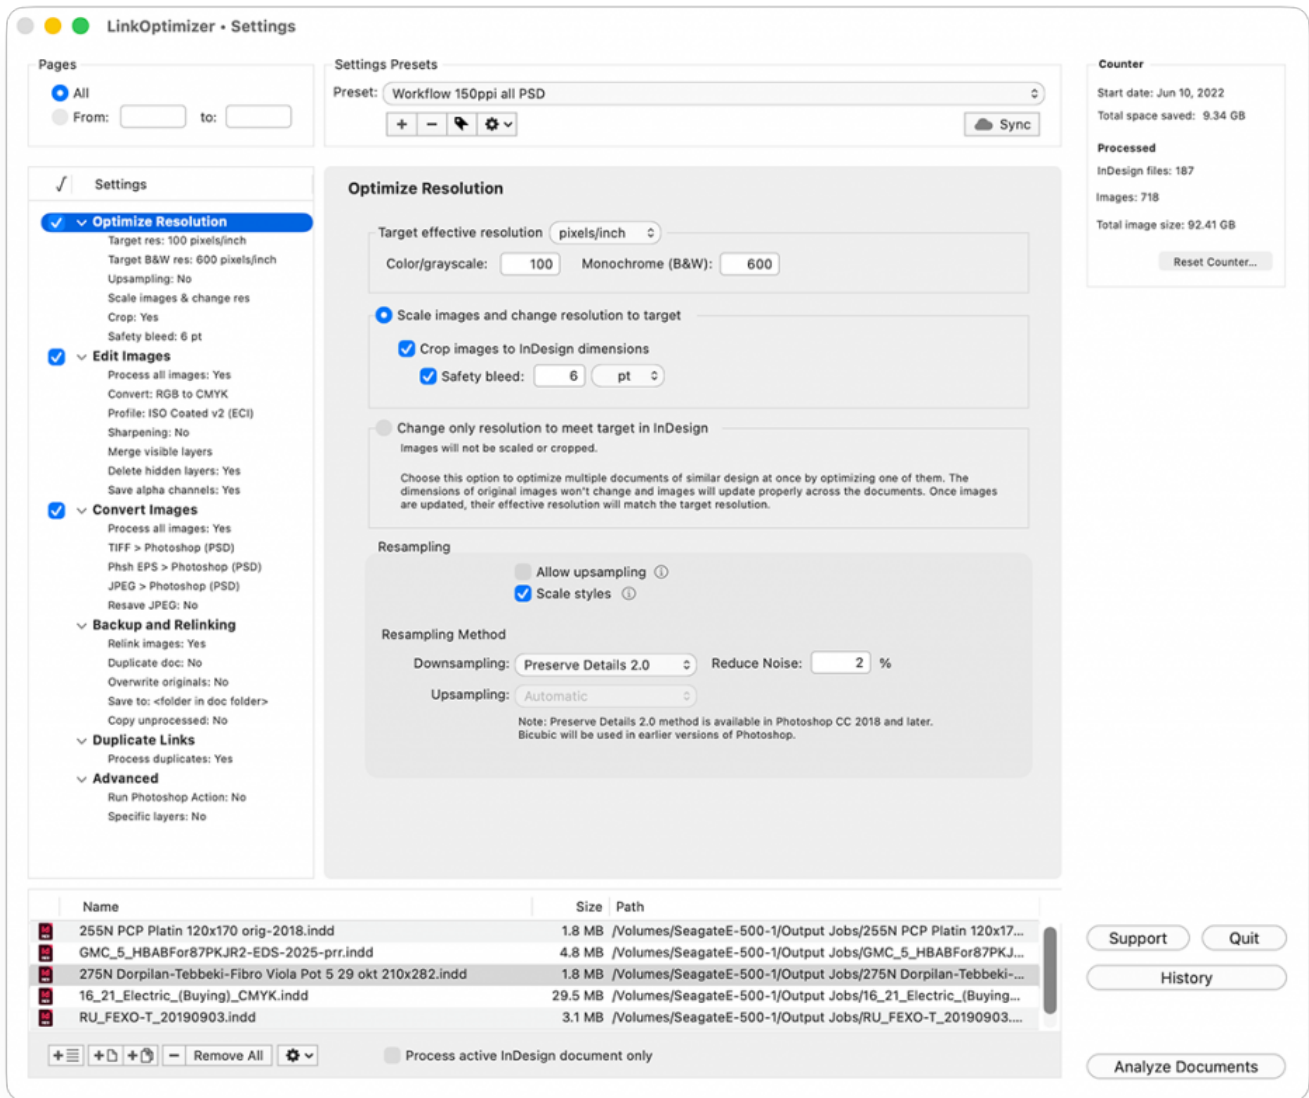 LinkOptimizer • Settings
Pages
All
From:
to:
Settings Presets
Preset: Workflow 150ppi all PSD
Sync
Counter
Start date: Jun 10, 2022
Total space saved: 9.34 GB
Processed
InDesign files: 187
Images: 718
Total image size: 92.41 GB
Reset Counter...
Settings
Optimize Resolution
Target res: 100 pixels/inch
Target B&W res: 600 pixels/inch
Upsampling: No
Scale images & change res
Crop: Yes
Safety bleed: 6 pt
Edit Images
Process all images: Yes
Convert: RGB to CMYK
Profile: ISO Coated v2 (ECI)
Sharpening: No
Merge visible layers
Delete hidden layers: Yes
Save alpha channels: Yes
Convert Images
Process all images: Yes
TIFF > Photoshop (PSD)
Phsh EPS > Photoshop (PSD)
JPEG > Photoshop (PSD)
Resave JPEG: No
Backup and Relinking
Relink images: Yes
Duplicate doc: No
Overwrite originals: No
Save to: <folder in doc folder>
Copy unprocessed: No
Duplicate Links
Process duplicates: Yes
Advanced
Run Photoshop Action: No
Specific layers: No
Optimize Resolution
Target effective resolution pixels/inch
Color/grayscale: 100 Monochrome (B&W): 600
Scale images and change resolution to target
Crop images to InDesign dimensions
Safety bleed: 6 pt
Change only resolution to meet target in InDesign
Images will not be scaled or cropped.
Choose this option to optimize multiple documents of similar design at once by optimizing one of them. The
dimensions of original images won't change and images will update properly across the documents. Once images
are updated, their effective resolution will match the target resolution.
Resampling
Allow upsampling
Scale styles
Resampling Method
Downsampling: Preserve Details 2.0 Reduce Noise: 2 %
Upsampling: Automatic
Note: Preserve Details 2.0 method is available in Photoshop CC 2018 and later.
Bicubic will be used in earlier versions of Photoshop.
Name Size Path
255N PCP Platin 120x170 orig-2018.indd 1.8 MB /Volumes/SeagateE-500-1/Output Jobs/255N PCP Platin 120x17...
GMC_5_HBABFor87PKJR2-EDS-2025-prr.indd 4.8 MB /Volumes/SeagateE-500-1/Output Jobs/GMC_5_HBABFor87PKJ...
275N Dorpilan-Tebbeki-Fibro Viola Pot 5 29 okt 210x282.indd 1.8 MB /Volumes/SeagateE-500-1/Output Jobs/275N Dorpilan-Tebbeki-...
16_21_Electric_(Buying)_CMYK.indd 29.5 MB /Volumes/SeagateE-500-1/Output Jobs/16_21_Electric_(Buying...
RU_FEXO-T_20190903.indd 3.1 MB /Volumes/SeagateE-500-1/Output Jobs/RU_FEXO-T_20190903....
Remove All
Process active InDesign document only
Support
Quit
History
Analyze Documents